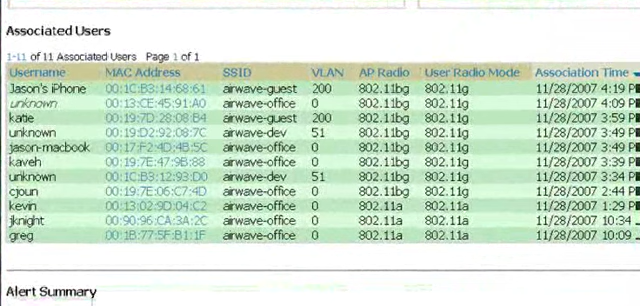 Associated Users
1-11 of 11 Associated Users Page 1 of 1
Username MAC Address SSID VLAN AP Radio User Radio Mode Association Time
Jason's iPhone 00:1C:B3:14:68:61 airwave-guest 200 802.11bg 802.11g 11/28/2007 4:19 P
unknown 00:13:CE:45:91:A0 airwave-office 0 802.11bg 802.11g 11/28/2007 4:09 P
katie 00:19:7D:28:08:B4 airwave-guest 200 802.11bg 802.11g 11/28/2007 3:59 P
unknown 00:19:D2:92:08:7C airwave-dev 51 802.11bg 802.11g 11/28/2007 3:49 P
jason-macbook 00:17:F2:4D:4B:5C airwave-office 0 802.11bg 802.11g 11/28/2007 3:49 P
kaveh 00:19:7E:47:9B:88 airwave-office 0 802.11bg 802.11g 11/28/2007 3:39 P
unknown 00:1C:B3:12:93:D0 airwave-dev 51 802.11bg 802.11g 11/28/2007 3:34 P
cjoun 00:19:7E:06:C7:4D airwave-office 0 802.11bg 802.11g 11/28/2007 2:44 P
kevin 00:13:02:9D:04:C2 airwave-office 0 802.11a 802.11a 11/28/2007 1:29 P
jknight 00:90:96:CA:3A:2C airwave-office 0 802.11a 802.11a 11/28/2007 10:34
greg 00:1B:77:5F:B1:1F airwave-office 0 802.11a 802.11a 11/28/2007 10:09
Alert Summary